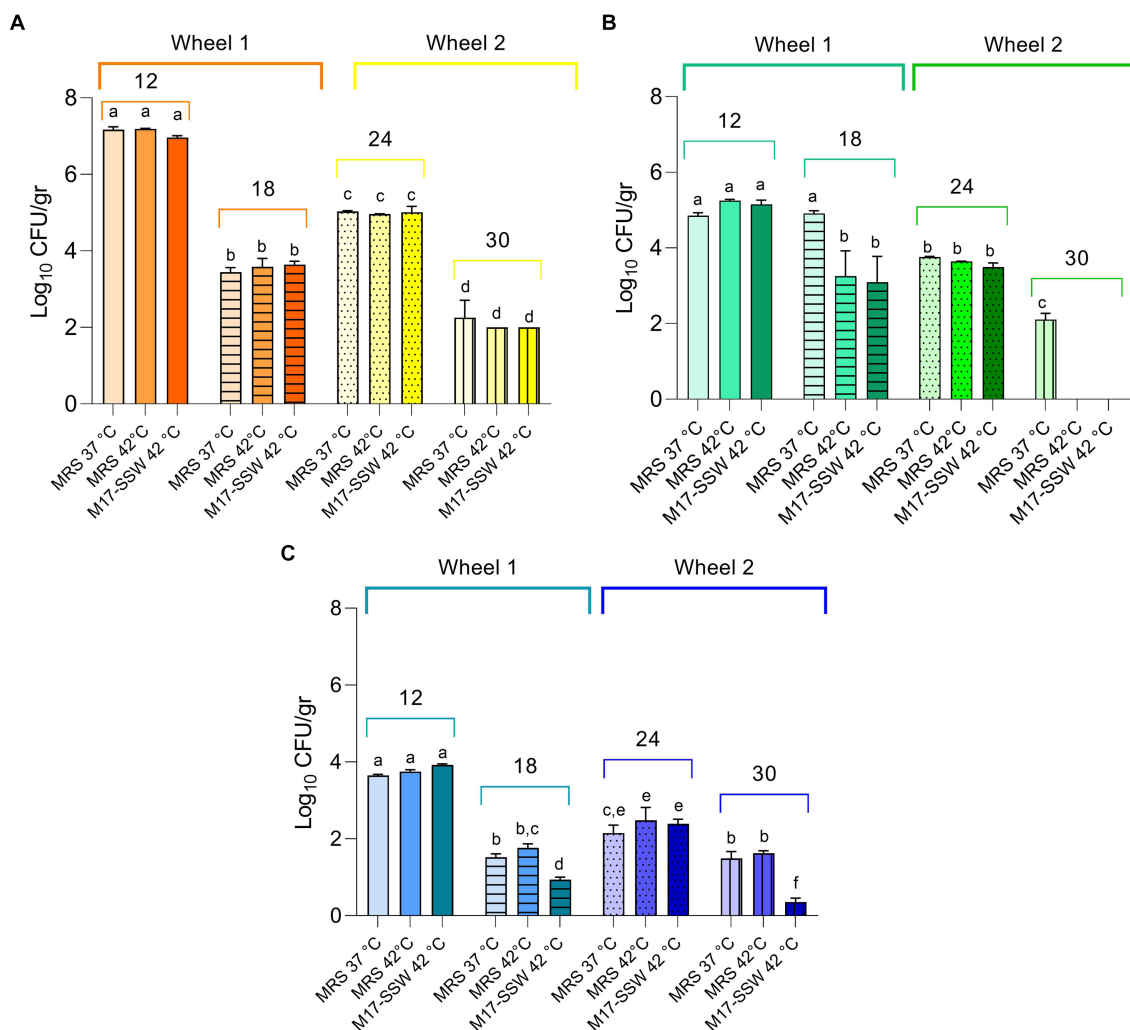 A
Wheel 1 Wheel 2
12
18
24
30
a a a
b b b
c c c
d d d
8
6
4
2
0
Log10 CFU/gr
MRS 37 °C
MRS 42°C
M17-SSW 42 °C
MRS 37 °C
MRS 42°C
M17-SSW 42 °C
MRS 37 °C
MRS 42°C
M17-SSW 42 °C
MRS 37 °C
MRS 42°C
M17-SSW 42 °C
B
Wheel 1 Wheel 2
12
18
24
30
a a a
a b b
b b b
c
8
6
4
2
0
Log10 CFU/gr
MRS 37 °C
MRS 42°C
M17-SSW 42 °C
MRS 37 °C
MRS 42°C
M17-SSW 42 °C
MRS 37 °C
MRS 42°C
M17-SSW 42 °C
MRS 37 °C
MRS 42°C
M17-SSW 42 °C
C
Wheel 1 Wheel 2
12
18
24
30
a a a
b b,c d
c,e e e
b b f
8
6
4
2
0
Log10 CFU/gr
MRS 37 °C
MRS 42°C
M17-SSW 42 °C
MRS 37 °C
MRS 42°C
M17-SSW 42 °C
MRS 37 °C
MRS 42°C
M17-SSW 42 °C
MRS 37 °C
MRS 42°C
M17-SSW 42 °C